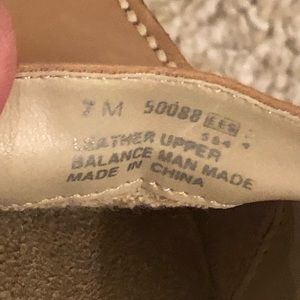 7 M 50088
LEATHER UPPER
BALANCE MAN MADE
MADE IN CHINA